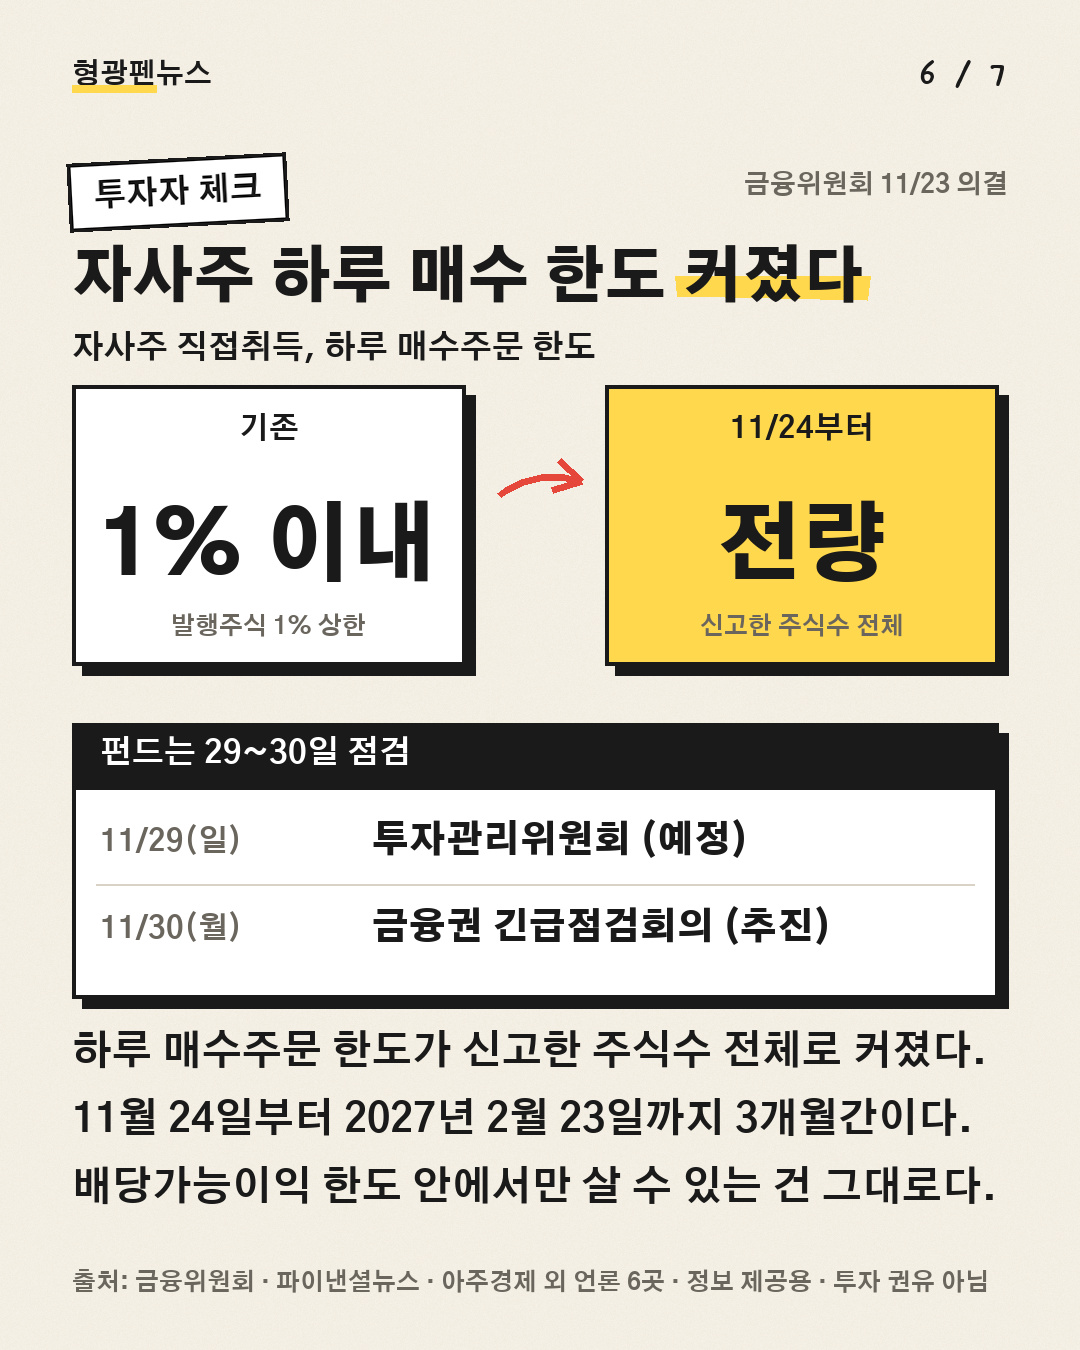 형광펜뉴스
6 / 7
투자자 체크
금융위원회 11/23 의결
자사주 하루 매수 한도 커졌다
자사주 직접취득, 하루 매수주문 한도
기존
1% 이내
발행주식 1% 상한
11/24부터
전량
신고한 주식수 전체
펀드는 29~30일 점검
11/29(일) 투자관리위원회 (예정)
11/30(월) 금융권 긴급점검회의 (추진)
하루 매수주문 한도가 신고한 주식수 전체로 커졌다.
11월 24일부터 2027년 2월 23일까지 3개월간이다.
배당가능이익 한도 안에서만 살 수 있는 건 그대로다.
출처: 금융위원회 · 파이낸셜뉴스 · 아주경제 외 언론 6곳 · 정보 제공용 · 투자 권유 아님